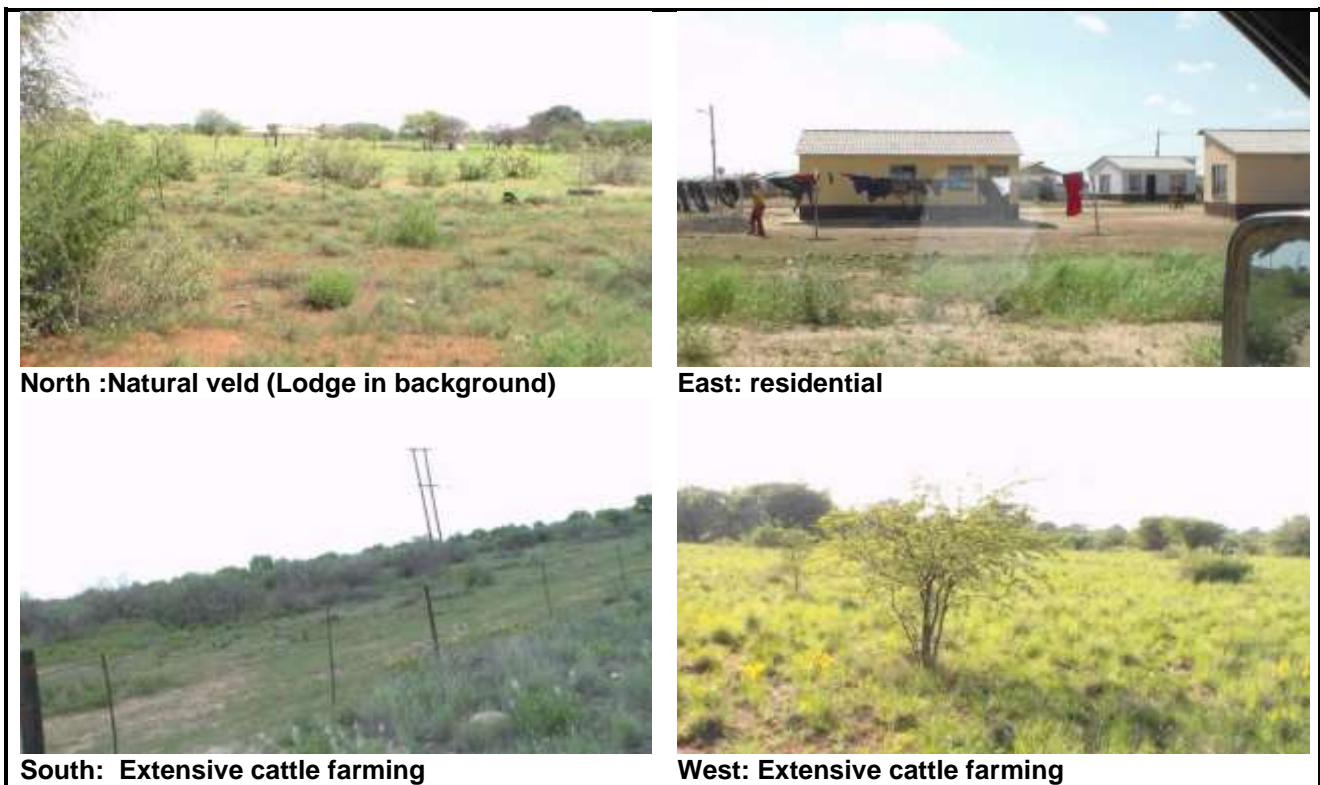 North :Natural veld (Lodge in background)
East: residential
South: Extensive cattle farming
West: Extensive cattle farming